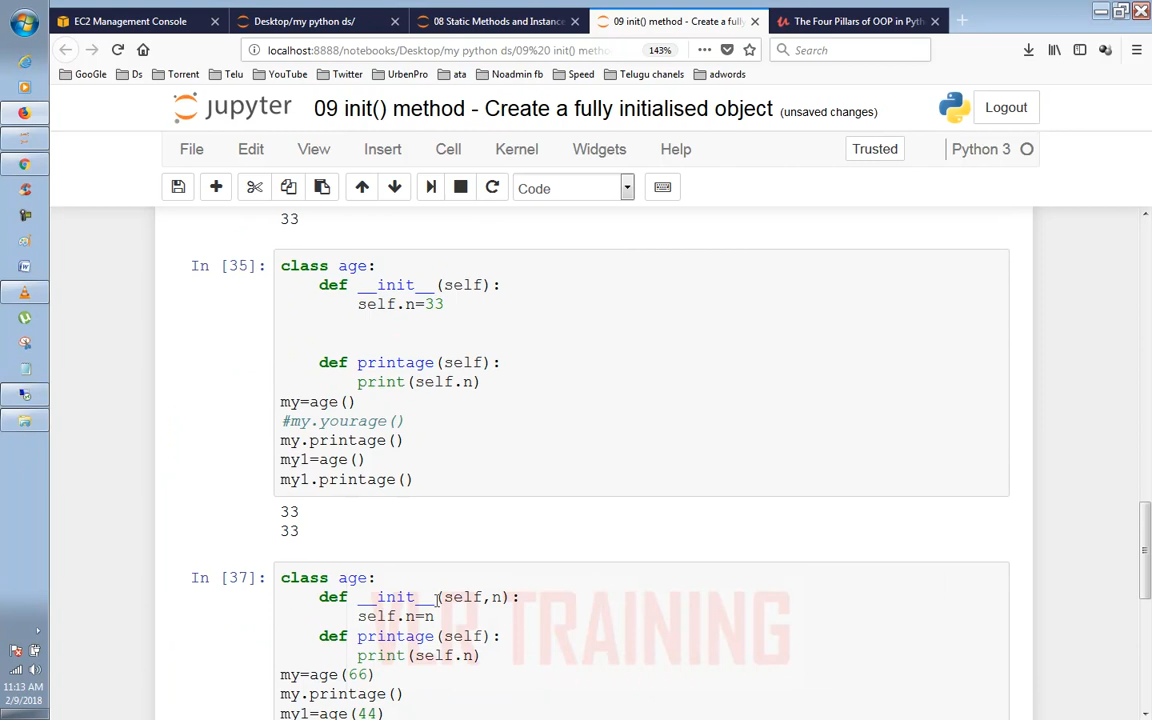 EC2 Management Console
Desktop/my python ds/
08 Static Methods and Instanc
09 init() method - Create a fully
The Four Pillars of OOP in Pyth
localhost:8888/notebooks/Desktop/my python ds/09%20 init() metho
143%
Search
GooGle
Ds
Torrent
Telu
YouTube
Twitter
UrbenPro
ata
Noadmin fb
Speed
Telugu chanels
adwords
jupyter
09 init() method - Create a fully initialised object (unsaved changes)
Logout
File Edit View Insert Cell Kernel Widgets Help
Trusted
Python 3
Code
33
In [35]:
class age:
def __init__(self):
self.n=33
def printage(self):
print(self.n)
my=age()
#my.yourage()
my.printage()
my1=age()
my1.printage()
33
33
In [37]:
class age:
def __init__(self,n):
self.n=n
def printage(self):
print(self.n)
my=age(66)
my.printage()
my1=age(44)
VLR TRAINING
11:13 AM
2/9/2018